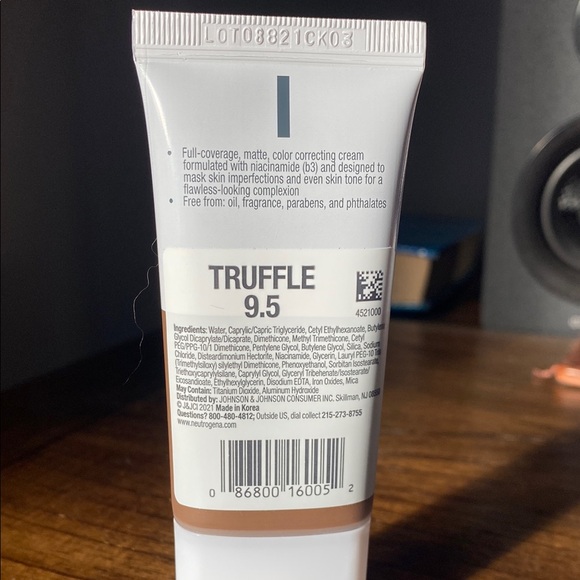 LOT08821CK03
• Full-coverage, matte, color correcting cream
formulated with niacinamide (b3) and designed to
mask skin imperfections and even skin tone for a
flawless-looking complexion
• Free from: oil, fragrance, parabens, and phthalates
TRUFFLE
9.5
4521000
Ingredients: Water, Caprylic/Capric Triglyceride, Cetyl Ethylhexanoate, Butylene
Glycol Dicaprylate/Dicaprate, Dimethicone, Methyl Trimethicone, Cetyl
PEG/PPG-10/1 Dimethicone, Pentylene Glycol, Butylene Glycol, Silica, Sodium
Chloride, Disteardimonium Hectorite, Niacinamide, Glycerin, Lauryl PEG-10
(Trimethylsiloxy) silylethyl Dimethicone, Phenoxyethanol, Sorbitan Isostearate,
Triethoxycaprylylsilane, Caprylyl Glycol, Glyceryl Tribehenate/Isostearate/
Eicosandioate, Ethylhexylglycerin, Disodium EDTA, Iron Oxides, Mica
May Contain: Titanium Dioxide, Aluminum Hydroxide
Distributed by: JOHNSON & JOHNSON CONSUMER INC. Skillman, NJ
© J&JCI 2021 Made in Korea
Questions? 800-480-4812; Outside US, dial collect 215-273-8755
www.neutrogena.com
0 86800 16005 2